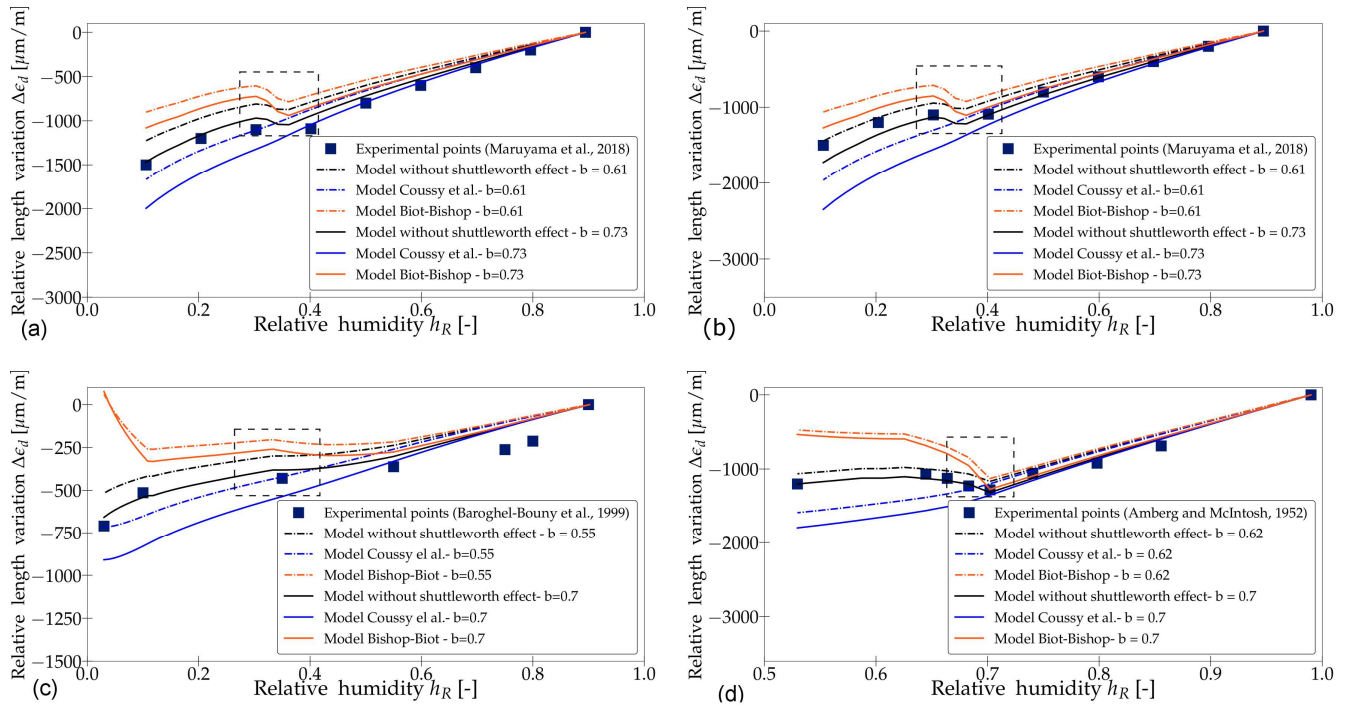 Relative length variation Δϵd [µm/m]
0
−500
−1000
−1500
−2000
−2500
−3000
0.0
0.2
0.4
0.6
0.8
1.0
Experimental points (Maruyama et al., 2018)
Model without shuttleworth effect - b = 0.61
Model Coussy et al.- b=0.61
Model Biot-Bishop - b=0.61
Model without shuttleworth effect - b = 0.73
Model Coussy et al.- b=0.73
Model Biot-Bishop - b=0.73
Relative humidity hR [-]
(a)
Relative length variation Δϵd [µm/m]
0
−1000
−2000
−3000
0.0
0.2
0.4
0.6
0.8
1.0
Experimental points (Maruyama et al., 2018)
Model without shuttleworth effect - b = 0.61
Model Coussy et al.- b=0.61
Model Biot-Bishop - b=0.61
Model without shuttleworth effect - b = 0.73
Model Coussy et al.- b=0.73
Model Biot-Bishop - b=0.73
Relative humidity hR [-]
(b)
Relative length variation Δϵd [µm/m]
0
−250
−500
−750
−1000
−1250
−1500
0.0
0.2
0.4
0.6
0.8
1.0
Experimental points (Baroghel-Bouny et al., 1999)
Model without shuttleworth effect - b = 0.55
Model Coussy el al.- b=0.55
Model Bishop-Biot - b=0.55
Model without shuttleworth effect- b=0.7
Model Coussy el al.- b=0.7
Model Bishop-Biot - b=0.7
Relative humidity hR [-]
(c)
Relative length variation Δϵd [µm/m]
0
−1000
−2000
−3000
0.5
0.6
0.7
0.8
0.9
1.0
Experimental points (Amberg and McIntosh, 1952)
Model without shuttleworth effect- b = 0.62
Model Coussy et al.- b = 0.62
Model Biot-Bishop - b = 0.62
Model without shuttleworth effect- b = 0.7
Model Coussy et al.- b = 0.7
Model Biot-Bishop- b = 0.7
Relative humidity hR [-]
(d)